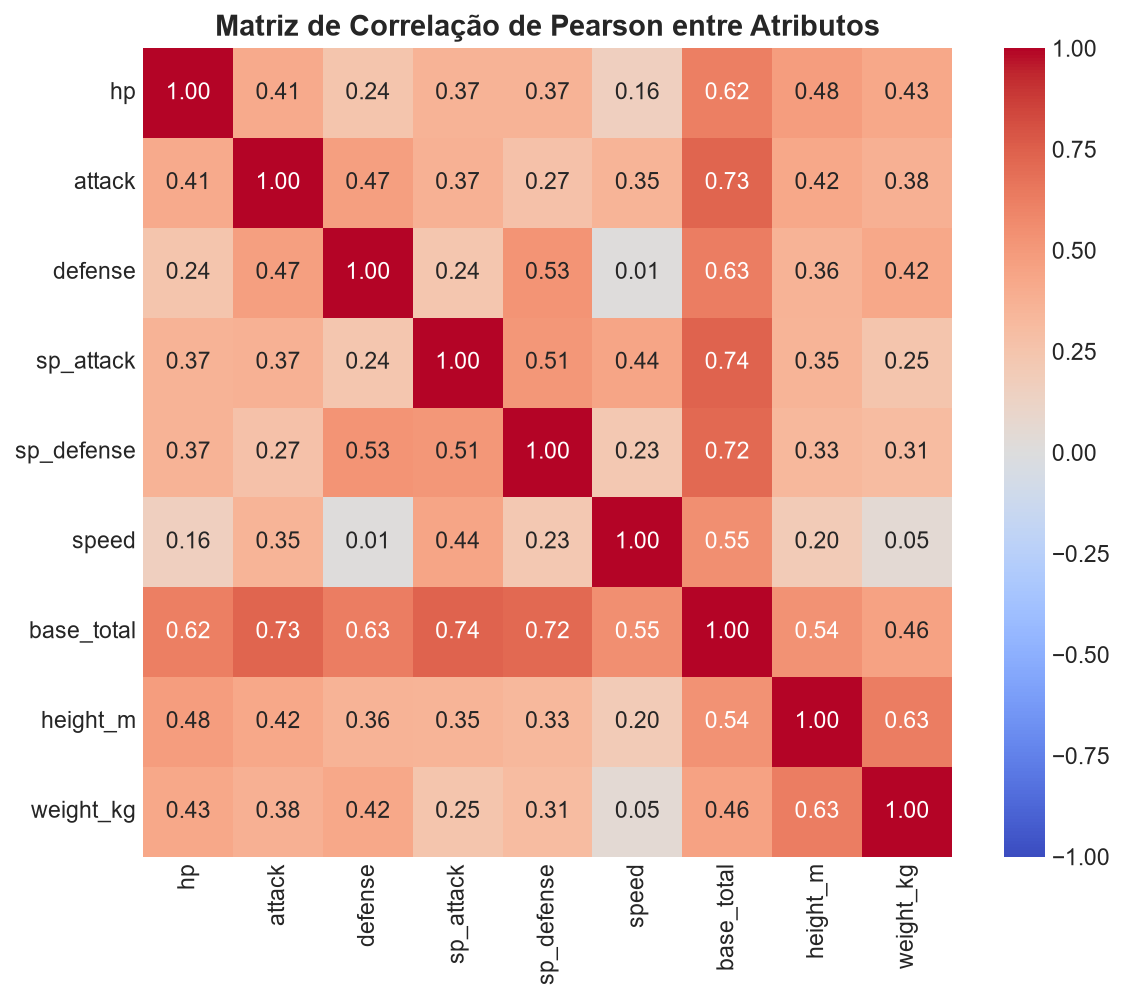 Matriz de Correlação de Pearson entre Atributos
hp 1.00 0.41 0.24 0.37 0.37 0.16 0.62 0.48 0.43
attack 0.41 1.00 0.47 0.37 0.27 0.35 0.73 0.42 0.38
defense 0.24 0.47 1.00 0.24 0.53 0.01 0.63 0.36 0.42
sp_attack 0.37 0.37 0.24 1.00 0.51 0.44 0.74 0.35 0.25
sp_defense 0.37 0.27 0.53 0.51 1.00 0.23 0.72 0.33 0.31
speed 0.16 0.35 0.01 0.44 0.23 1.00 0.55 0.20 0.05
base_total 0.62 0.73 0.63 0.74 0.72 0.55 1.00 0.54 0.46
height_m 0.48 0.42 0.36 0.35 0.33 0.20 0.54 1.00 0.63
weight_kg 0.43 0.38 0.42 0.25 0.31 0.05 0.46 0.63 1.00
hp
attack
defense
sp_attack
sp_defense
speed
base_total
height_m
weight_kg
1.00
0.75
0.50
0.25
0.00
−0.25
−0.50
−0.75
−1.00